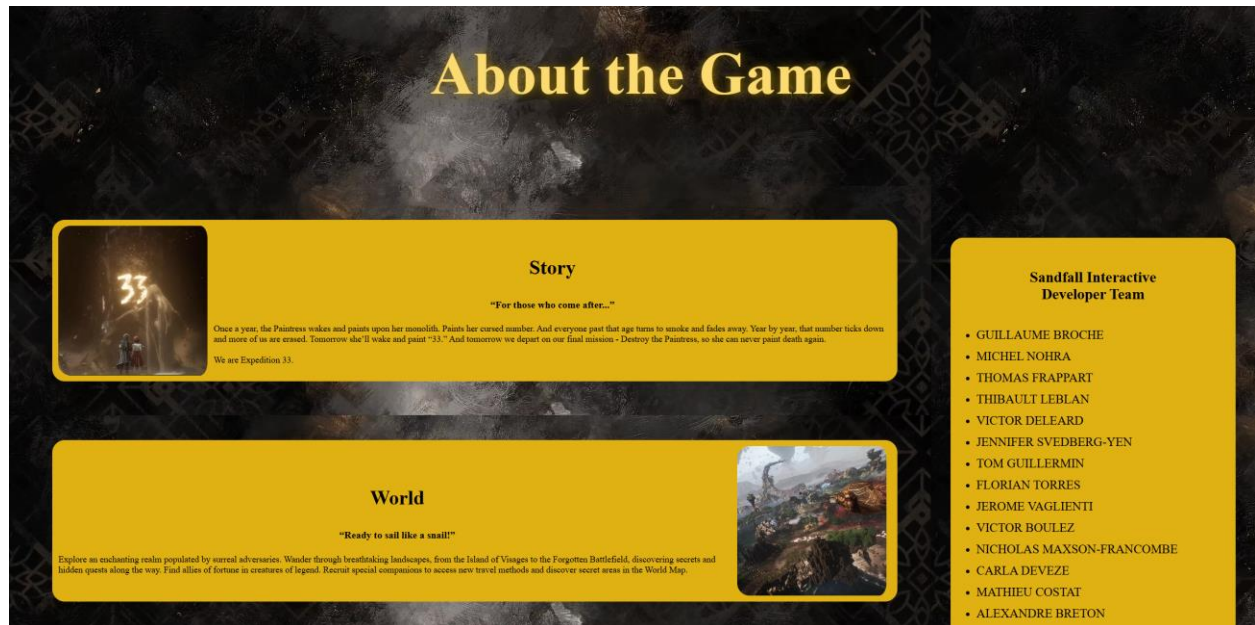 About the Game
33
Story
“For those who come after...”
Once a year, the Paintress wakes and paints upon her monolith. Paints her cursed number. And everyone past that age turns to smoke and fades away. Year by year, that number ticks down
and more of us are erased. Tomorrow she’ll wake and paint “33.” And tomorrow we depart on our final mission - Destroy the Paintress, so she can never paint death again.
We are Expedition 33.
World
“Ready to sail like a snail!”
Explore an enchanting realm populated by surreal adversaries. Wander through breathtaking landscapes, from the Island of Visages to the Forgotten Battlefield, discovering secrets and
hidden quests along the way. Find allies of fortune in creatures of legend. Recruit special companions to access new travel methods and discover secret areas in the World Map.
Sandfall Interactive
Developer Team
• GUILLAUME BROCHE
• MICHEL NOHRA
• THOMAS FRAPPART
• THIBAULT LEBLAN
• VICTOR DELEARD
• JENNIFER SVEDBERG-YEN
• TOM GUILLERMIN
• FLORIAN TORRES
• JEROME VAGLIENTI
• VICTOR BOULEZ
• NICHOLAS MAXSON-FRANCOMBE
• CARLA DEVEZE
• MATHIEU COSTAT
• ALEXANDRE BRETON